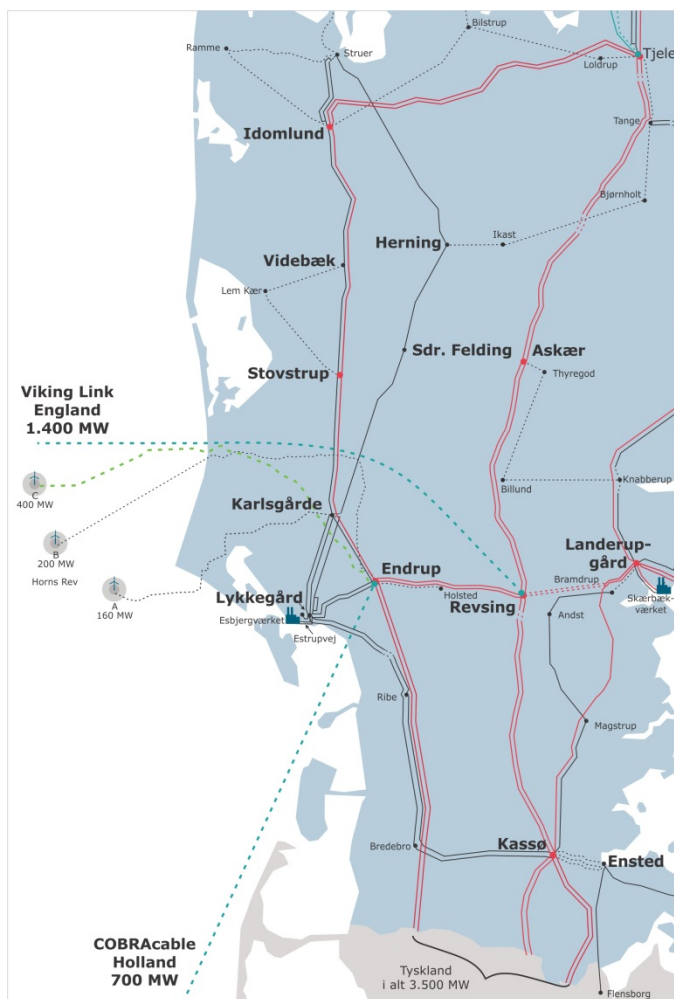 Bilstrup
Ramme
Struer
Tjele
Loldrup
Idomlund
Tange
Bjørnholt
Herning
Ikast
Videbæk
Lem Kær
Sdr. Felding
Askær
Stovstrup
Thyregod
Viking Link
England
1.400 MW
C
400 MW
Billund
Knabberup
Karlsgårde
B
200 MW
Horns Rev
Landerup-
gård
Endrup
Bramdrup
A
160 MW
Lykkegård
Holsted
Revsing
Skærbæk-
værket
Esbjergværket
Andst
Estrupvej
Ribe
Magstrup
Bredebro
Kassø
Ensted
COBRAcable
Holland
700 MW
Tyskland
i alt 3.500 MW
Flensborg